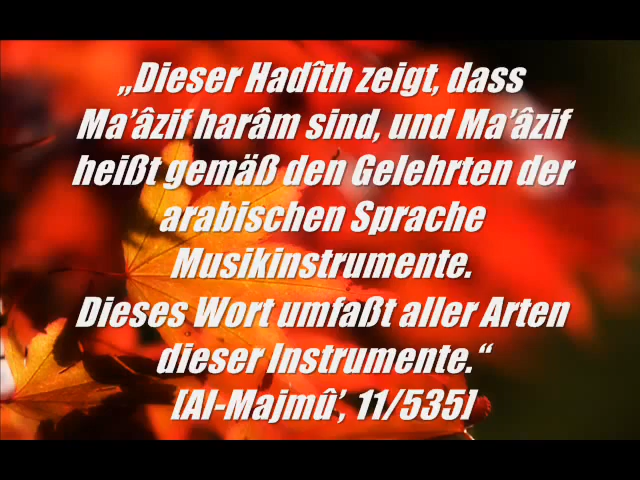 „Dieser Hadîth zeigt, dass
Ma’âzif harâm sind, und Ma’âzif
heißt gemäß den Gelehrten der
arabischen Sprache
Musikinstrumente.
Dieses Wort umfaßt aller Arten
dieser Instrumente.“
[Al-Majmû’, 11/535]